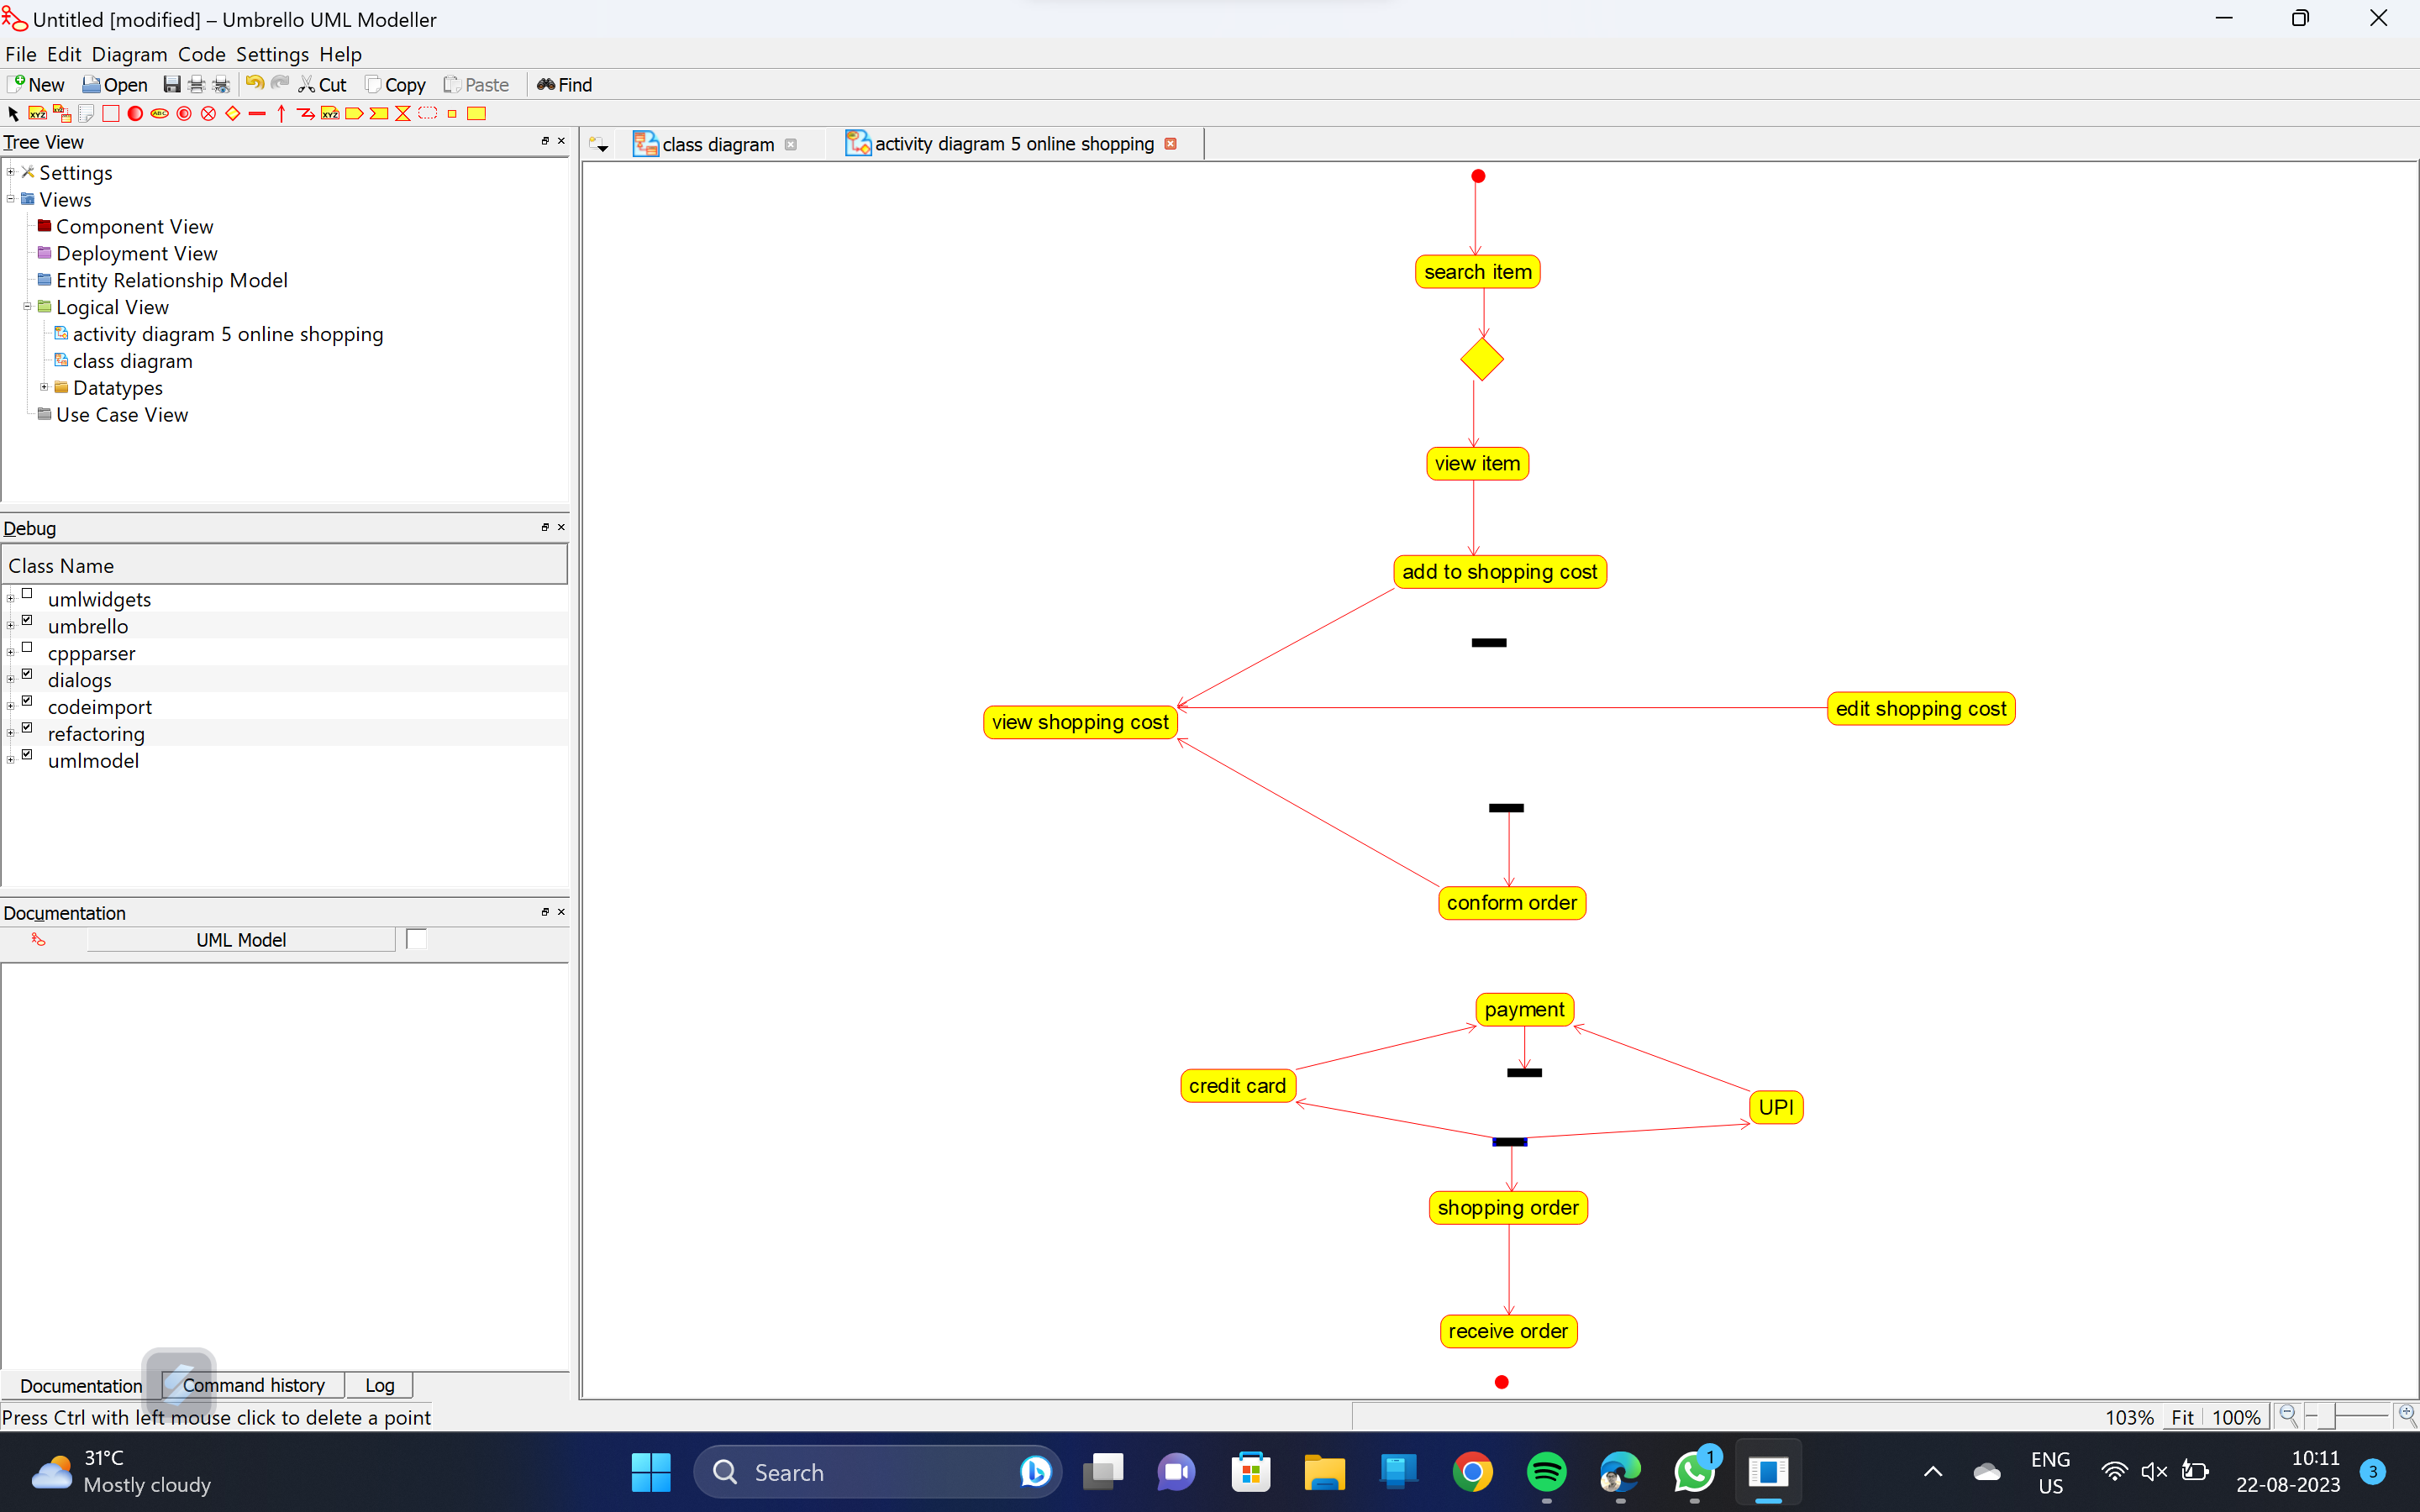 Untitled [modified] – Umbrello UML Modeller
File Edit Diagram Code Settings Help
New Open Cut Copy Paste Find
Tree View
class diagram
activity diagram 5 online shopping
Settings
Views
Component View
Deployment View
Entity Relationship Model
Logical View
activity diagram 5 online shopping
class diagram
Datatypes
Use Case View
Debug
Class Name
umlwidgets
umbrello
cppparser
dialogs
codeimport
refactoring
umlmodel
Documentation
UML Model
search item
view item
add to shopping cost
view shopping cost
edit shopping cost
conform order
payment
credit card
UPI
shopping order
receive order
Documentation Command history Log
Press Ctrl with left mouse click to delete a point
103% Fit 100%
31°C
Mostly cloudy
Search
1
ENG
US
10:11
22-08-2023
3